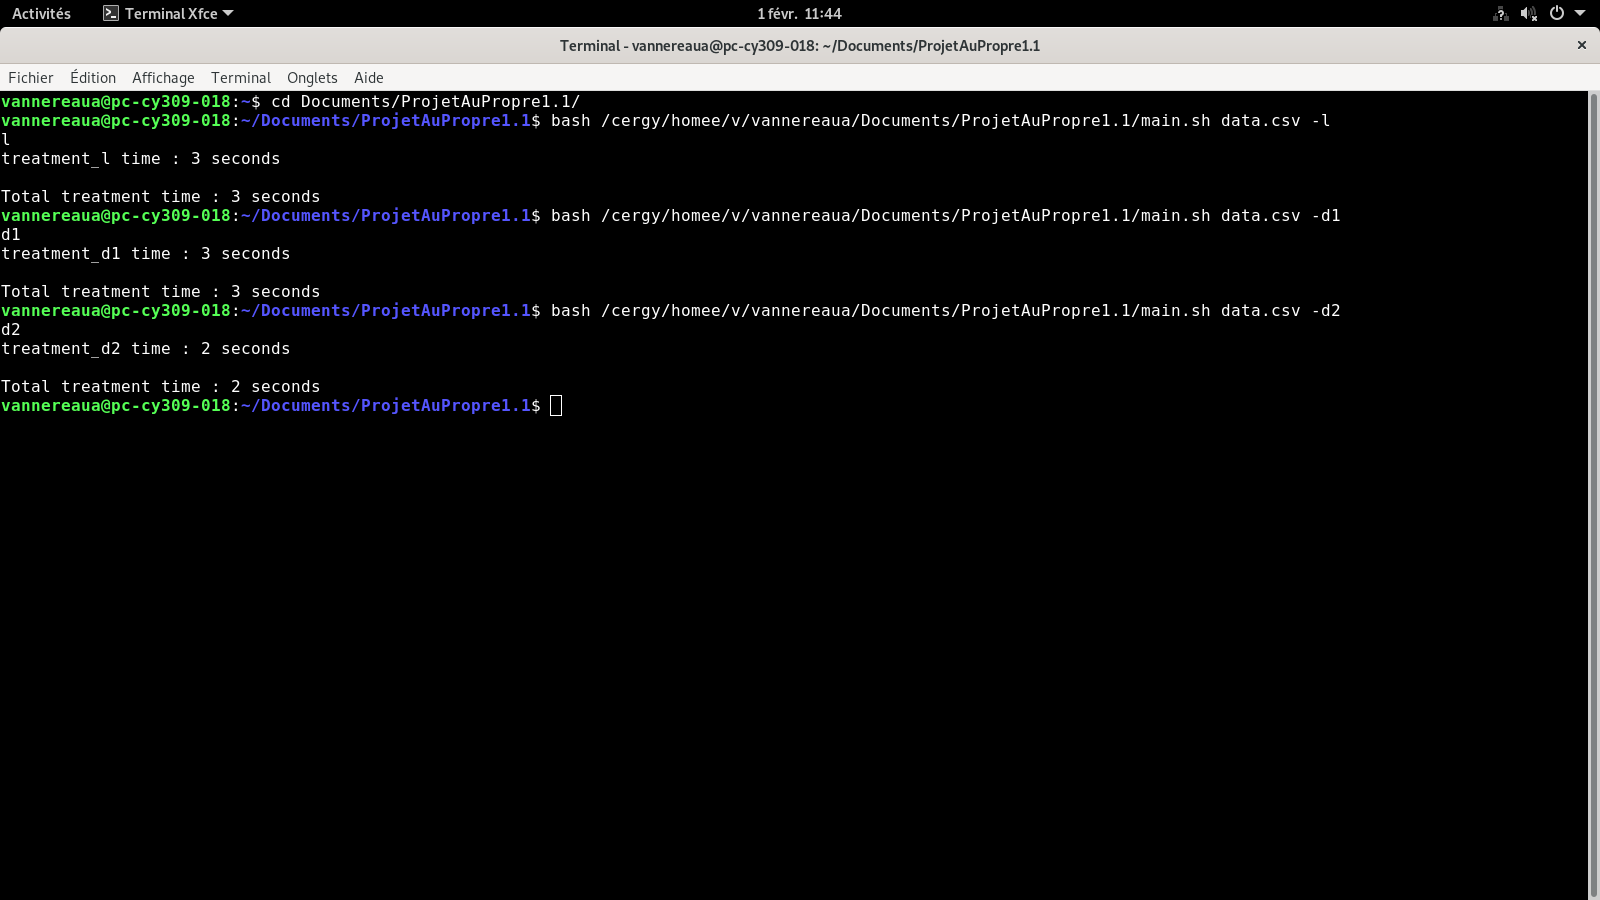 Activités Terminal Xfce 1 févr. 11:44
Terminal - vannereaua@pc-cy309-018: ~/Documents/ProjetAuPropre1.1
Fichier Édition Affichage Terminal Onglets Aide
vannereaua@pc-cy309-018:~$ cd Documents/ProjetAuPropre1.1/
vannereaua@pc-cy309-018:~/Documents/ProjetAuPropre1.1$ bash /cergy/homee/v/vannereaua/Documents/ProjetAuPropre1.1/main.sh data.csv -l
l
treatment_l time : 3 seconds
Total treatment time : 3 seconds
vannereaua@pc-cy309-018:~/Documents/ProjetAuPropre1.1$ bash /cergy/homee/v/vannereaua/Documents/ProjetAuPropre1.1/main.sh data.csv -d1
d1
treatment_d1 time : 3 seconds
Total treatment time : 3 seconds
vannereaua@pc-cy309-018:~/Documents/ProjetAuPropre1.1$ bash /cergy/homee/v/vannereaua/Documents/ProjetAuPropre1.1/main.sh data.csv -d2
d2
treatment_d2 time : 2 seconds
Total treatment time : 2 seconds
vannereaua@pc-cy309-018:~/Documents/ProjetAuPropre1.1$